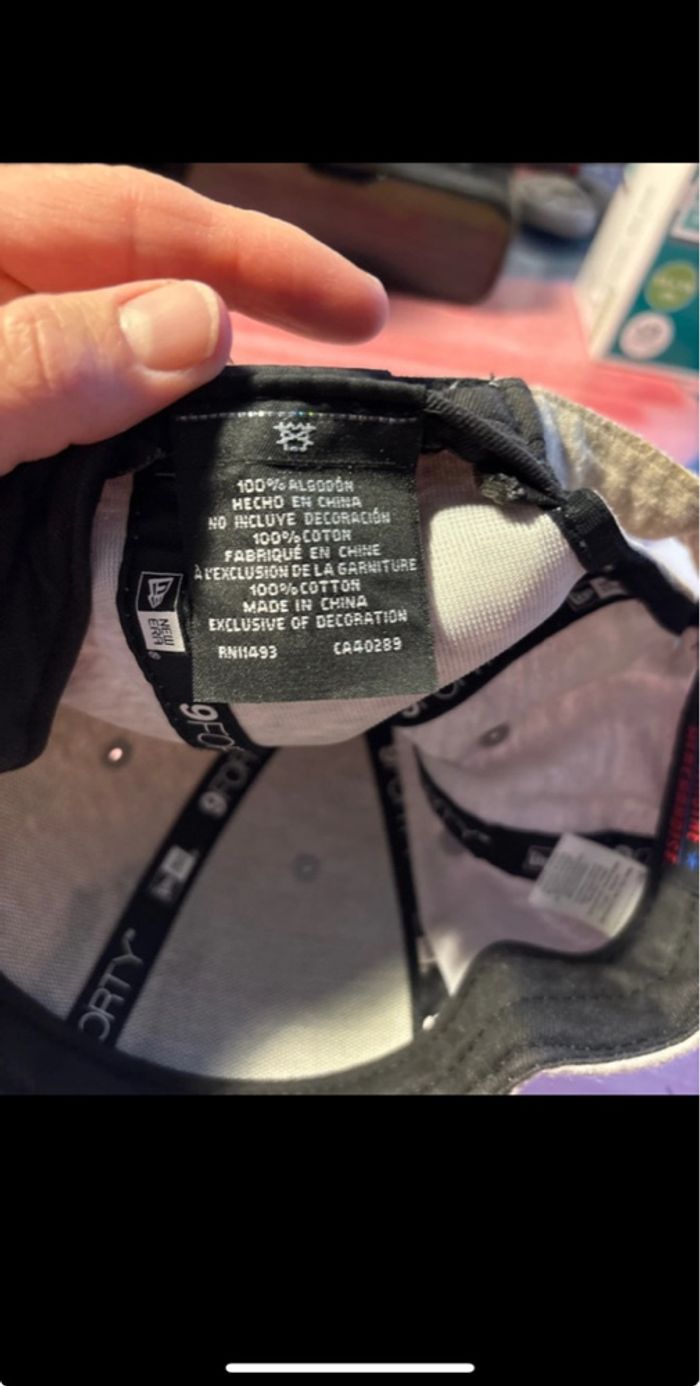 100% ALGODÓN
HECHO EN CHINA
NO INCLUYE DECORACIÓN
100% COTON
FABRIQUÉ EN CHINE
À L'EXCLUSION DE LA GARNITURE
100% COTTON
MADE IN CHINA
EXCLUSIVE OF DECORATION
RN11493 CA40289
NEW
ERA
9FORTY
9FORTY